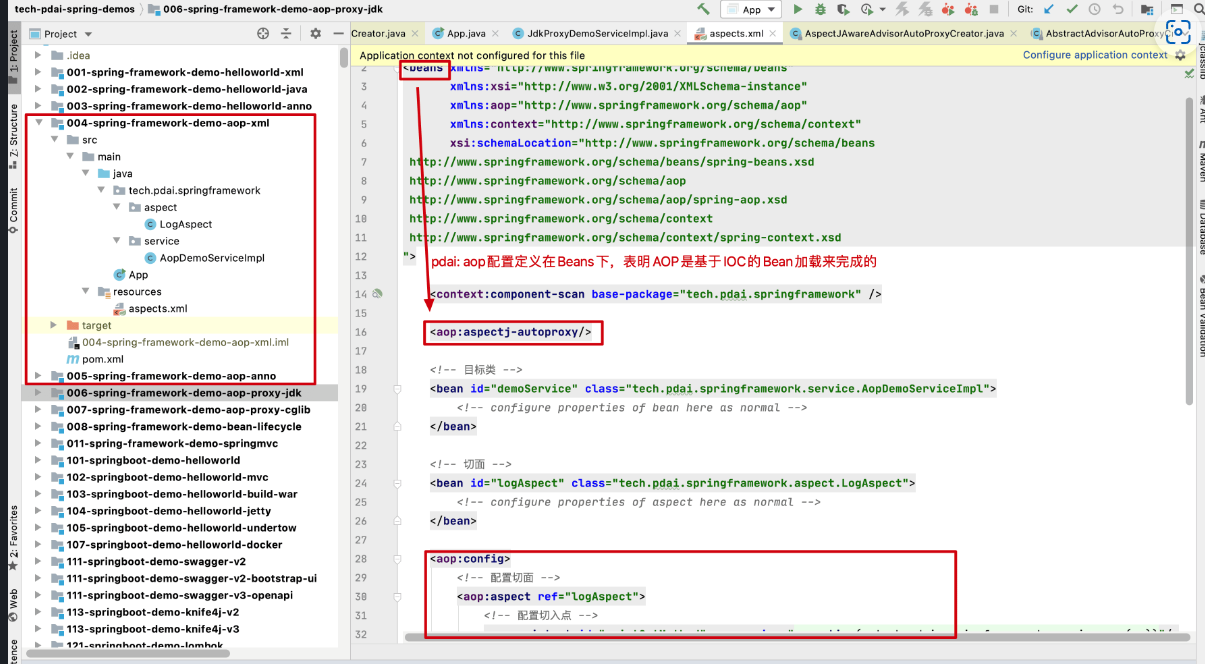 tech-pdai-spring-demos 006-spring-framework-demo-aop-proxy-jdk
App
Git:
Project
Creator.java
App.java
JdkProxyDemoServiceImpl.java
aspects.xml
AspectJAwareAdvisorAutoProxyCreator.java
Application context not configured for this file
Configure application context
1: Project
Z: Structure
Commit
2: Favorites
Web
Maven
Database
Bean Validation
.idea
001-spring-framework-demo-helloworld-xml
002-spring-framework-demo-helloworld-java
003-spring-framework-demo-helloworld-anno
004-spring-framework-demo-aop-xml
src
main
java
tech.pdai.springframework
aspect
LogAspect
service
AopDemoServiceImpl
App
resources
aspects.xml
target
004-spring-framework-demo-aop-xml.iml
pom.xml
005-spring-framework-demo-aop-anno
006-spring-framework-demo-aop-proxy-jdk
007-spring-framework-demo-aop-proxy-cglib
008-spring-framework-demo-bean-lifecycle
011-spring-framework-demo-springmvc
101-springboot-demo-helloworld
102-springboot-demo-helloworld-mvc
103-springboot-demo-helloworld-build-war
104-springboot-demo-helloworld-jetty
105-springboot-demo-helloworld-undertow
107-springboot-demo-helloworld-docker
111-springboot-demo-swagger-v2
111-springboot-demo-swagger-v2-bootstrap-ui
111-springboot-demo-swagger-v3-openapi
113-springboot-demo-knife4j-v2
113-springboot-demo-knife4j-v3
121-springboot-demo-lombok
2 <beans xmlns="http://www.springframework.org/schema/beans"
3 xmlns:xsi="http://www.w3.org/2001/XMLSchema-instance"
4 xmlns:aop="http://www.springframework.org/schema/aop"
5 xmlns:context="http://www.springframework.org/schema/context"
6 xsi:schemaLocation="http://www.springframework.org/schema/beans
7 http://www.springframework.org/schema/beans/spring-beans.xsd
8 http://www.springframework.org/schema/aop
9 http://www.springframework.org/schema/aop/spring-aop.xsd
10 http://www.springframework.org/schema/context
11 http://www.springframework.org/schema/context/spring-context.xsd
12 ">
pdai: aop配置定义在Beans下，表明AOP是基于IOC的Bean加载来完成的
13
14 <context:component-scan base-package="tech.pdai.springframework" />
15
16 <aop:aspectj-autoproxy/>
17
18 <!-- 目标类 -->
19 <bean id="demoService" class="tech.pdai.springframework.service.AopDemoServiceImpl">
20 <!-- configure properties of bean here as normal -->
21 </bean>
22
23 <!-- 切面 -->
24 <bean id="logAspect" class="tech.pdai.springframework.aspect.LogAspect">
25 <!-- configure properties of aspect here as normal -->
26 </bean>
27
28 <aop:config>
29 <!-- 配置切面 -->
30 <aop:aspect ref="logAspect">
31 <!-- 配置切入点 -->
32